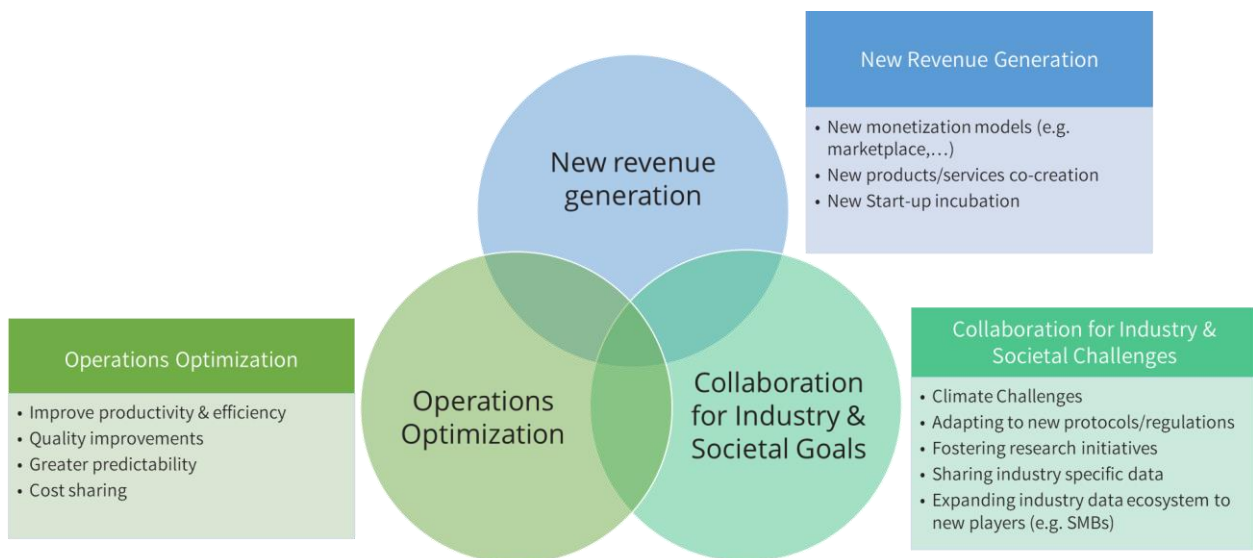 New Revenue Generation
• New monetization models (e.g.
marketplace,…)
• New products/services co-creation
• New Start-up incubation
New revenue
generation
Operations Optimization
• Improve productivity & efficiency
• Quality improvements
• Greater predictability
• Cost sharing
Operations
Optimization
Collaboration
for Industry &
Societal Goals
Collaboration for Industry &
Societal Challenges
• Climate Challenges
• Adapting to new protocols/regulations
• Fostering research initiatives
• Sharing industry specific data
• Expanding industry data ecosystem to
new players (e.g. SMBs)